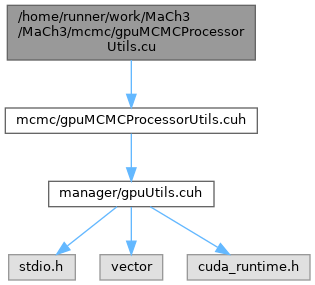 /home/runner/work/MaCh3
/MaCh3/mcmc/gpuMCMCProcessor
Utils.cu
mcmc/gpuMCMCProcessorUtils.cuh
manager/gpuUtils.cuh
stdio.h
vector
cuda_runtime.h